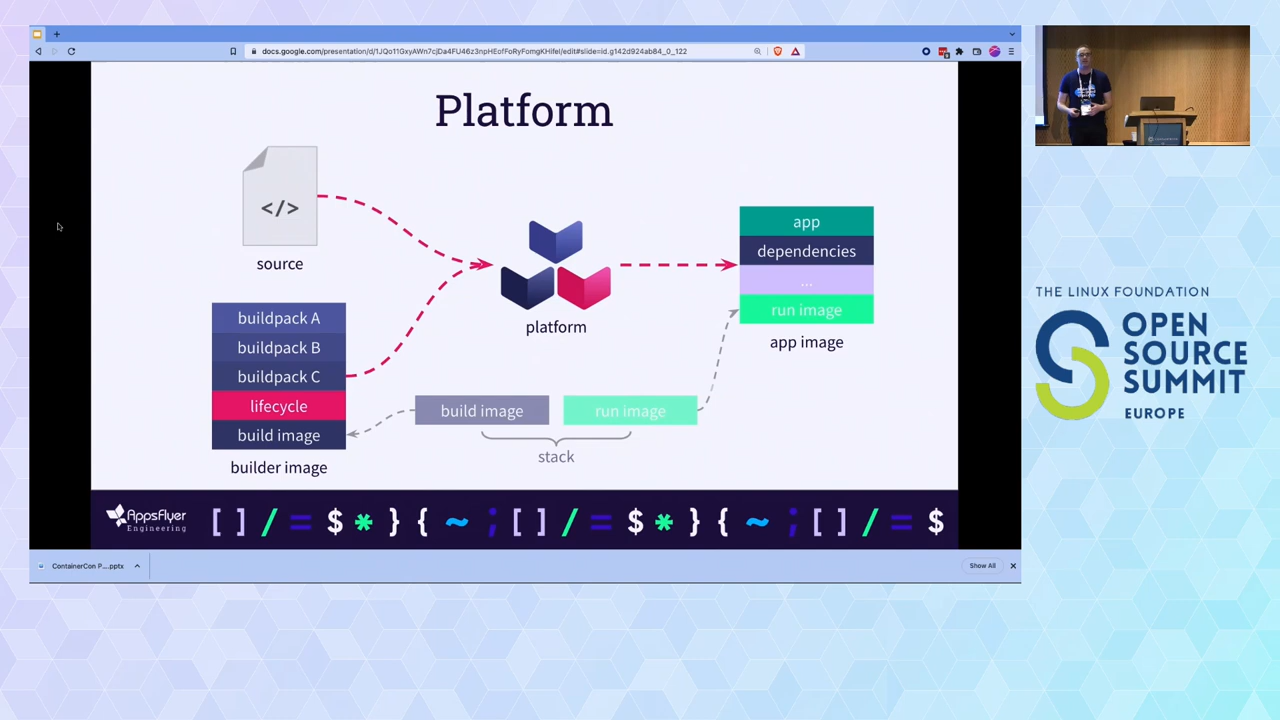 docs.google.com/presentation/d/1JQo11GxyAWn7cjDa4FU46z3npHEofFoRyFomgKHifeI/edit#slide=id.g142d924ab84_0_122
Platform
</>
source
buildpack A
buildpack B
buildpack C
lifecycle
build image
builder image
platform
build image
run image
stack
app
dependencies
...
run image
app image
AppsFlyer
Engineering
[ ] / = $ * } { ~ ; [ ] / = $ * } { ~ ; [ ] / = $
ContainerCon P....pptx
Show All
THE LINUX FOUNDATION
OPEN
SOURCE
SUMMIT
EUROPE